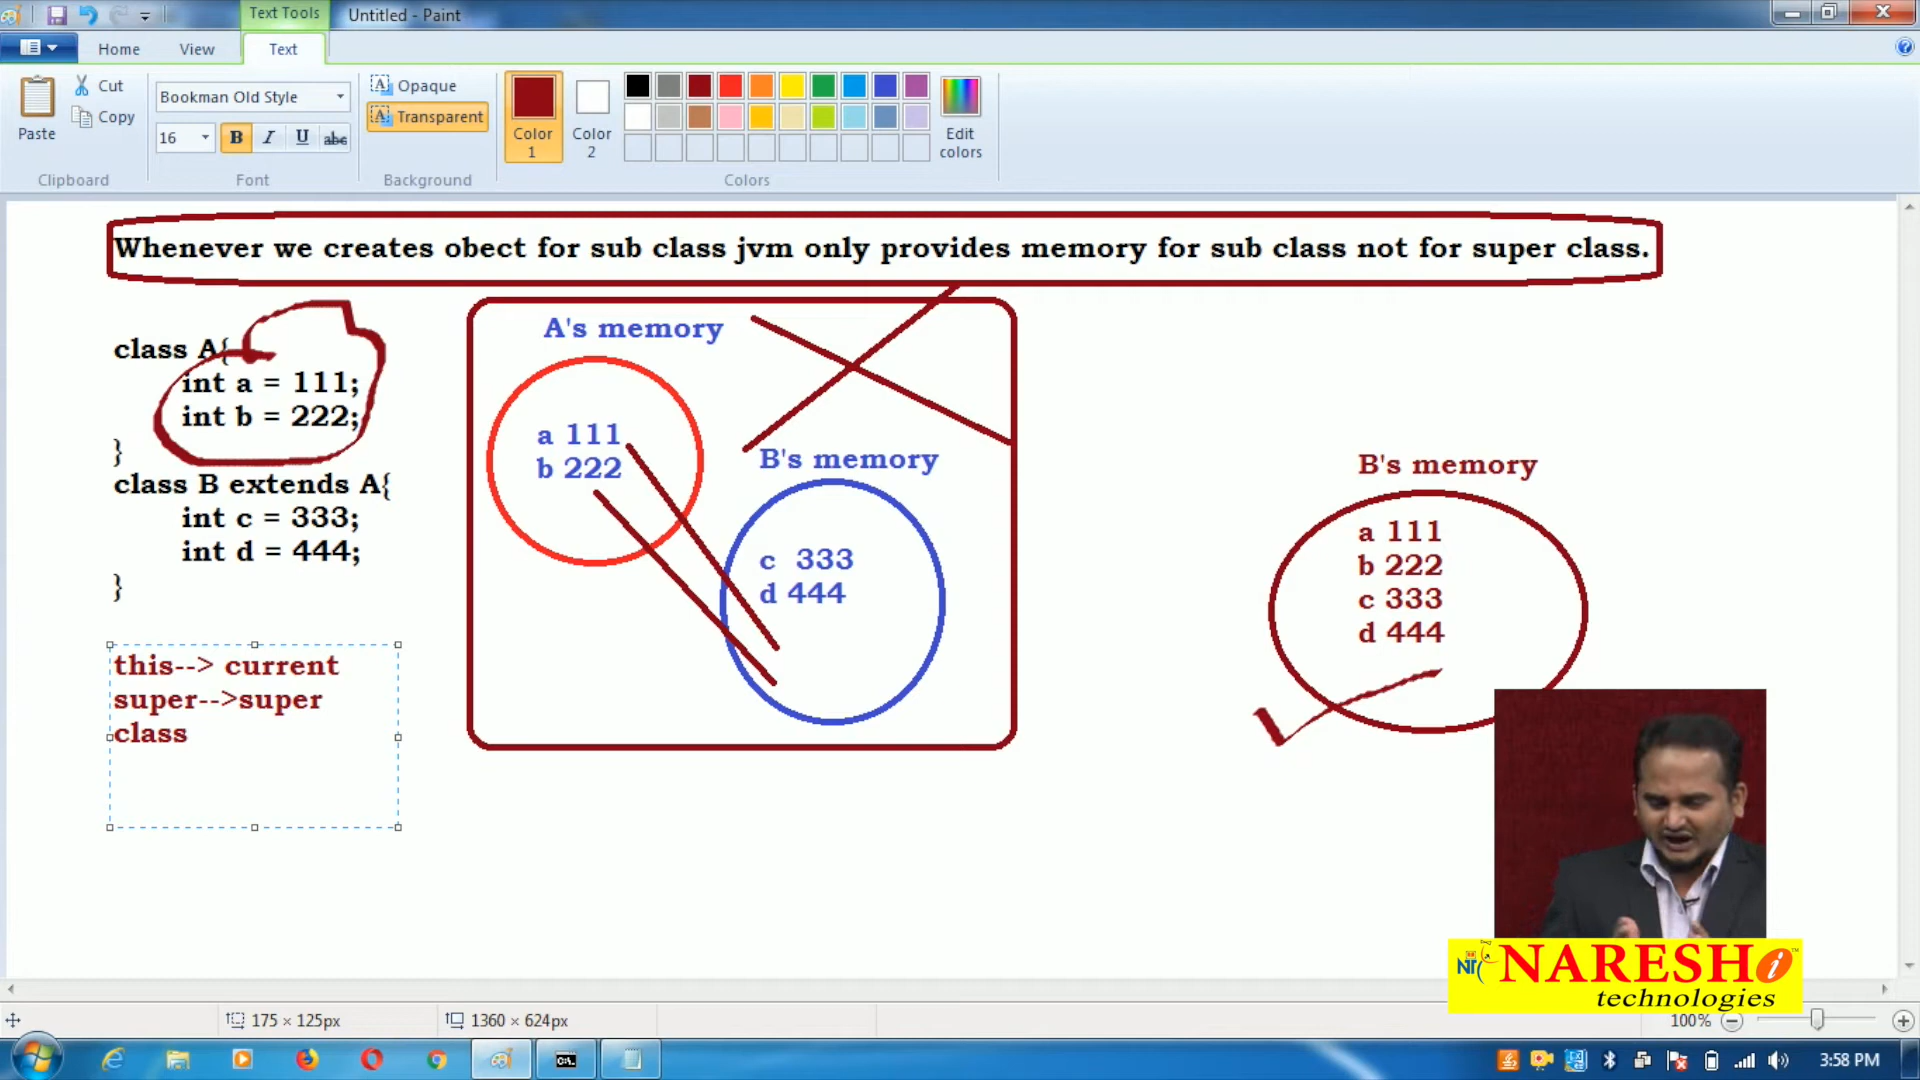 Text Tools
Untitled - Paint
Home
View
Text
Paste
Cut
Copy
Clipboard
Bookman Old Style
16
B
I
U
abc
Font
Opaque
Transparent
Background
Color
1
Color
2
Edit
colors
Colors
Whenever we creates obect for sub class jvm only provides memory for sub class not for super class.
class A{
int a = 111;
int b = 222;
}
class B extends A{
int c = 333;
int d = 444;
}
this--> current
super-->super
class
A's memory
a 111
b 222
B's memory
c 333
d 444
B's memory
a 111
b 222
c 333
d 444
NARESH i
technologies
175 × 125px
1360 × 624px
100%
3:58 PM